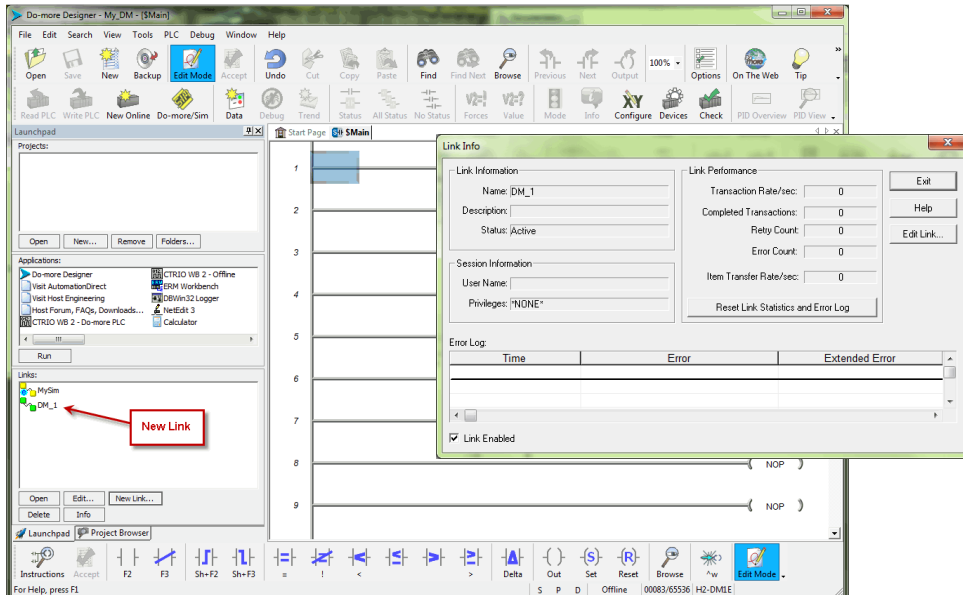 Do-more Designer - My_DM - [$Main]
File Edit Search View Tools PLC Debug Window Help
Open Save New Backup Edit Mode Accept Undo Cut Copy Paste Find Find Next Browse Previous Next Output 100% Options On The Web Tip
Read PLC Write PLC New Online Do-more/Sim Data Debug Trend Status All Status No Status Forces Value Mode Info Configure Devices Check PID Overview PID View
Launchpad
Start Page $Main
Projects:
Open New... Remove Folders...
Applications:
Do-more Designer CTRIO WB 2 - Offline
Visit AutomationDirect ERM Workbench
Visit Host Engineering DBWin32 Logger
Host Forum, FAQs, Downloads... NetEdit 3
CTRIO WB 2 - Do-more PLC Calculator
Run
Links:
MySim
DM_1
New Link
Open Edit... New Link...
Delete Info
Launchpad Project Browser
1
2
3
4
5
6
7
8 NOP
9 NOP
Link Info
Link Information
Name: DM_1
Description:
Status: Active
Session Information
User Name:
Privileges: *NONE*
Link Performance
Transaction Rate/sec: 0
Completed Transactions: 0
Retry Count: 0
Error Count: 0
Item Transfer Rate/sec: 0
Reset Link Statistics and Error Log
Exit
Help
Edit Link...
Error Log:
Time Error Extended Error
Link Enabled
Instructions Accept F2 F3 Sh+F2 Sh+F3 = ! < > Delta Out Set Reset Browse ^w Edit Mode
For Help, press F1 S P D Offline 00083/65536 H2-DM1E